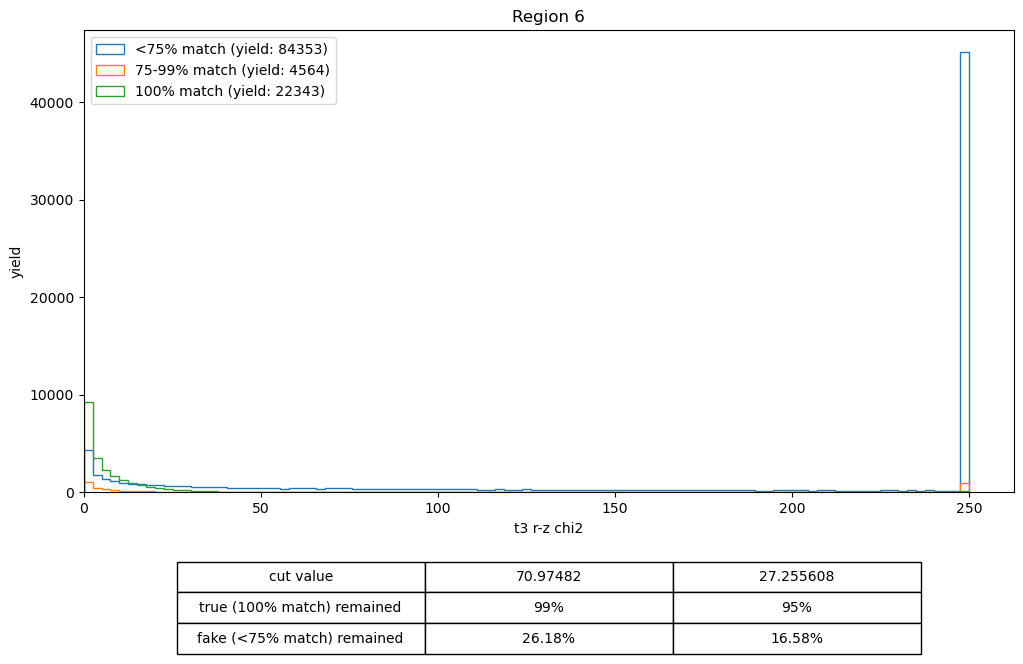 Region 6
<75% match (yield: 84353)
75-99% match (yield: 4564)
100% match (yield: 22343)
yield
40000
30000
20000
10000
0
0 50 100 150 200 250
t3 r-z chi2
cut value 70.97482 27.255608
true (100% match) remained 99% 95%
fake (<75% match) remained 26.18% 16.58%